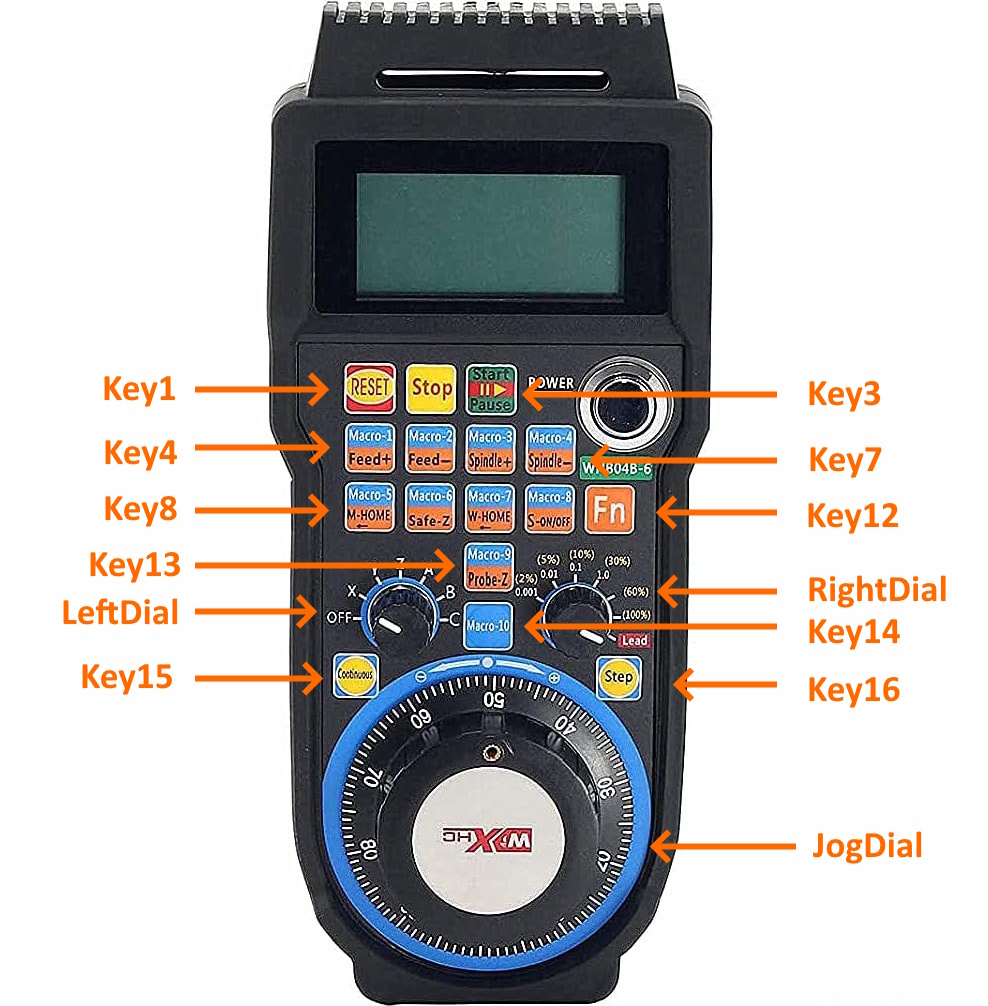 RESET
Stop
Start
Pause
POWER
Key1
Key3
Macro-1
Feed+
Macro-2
Feed-
Macro-3
Spindle+
Macro-4
Spindle-
Key4
Key7
WHB04B-6
Macro-5
M-HOME
Macro-6
Safe-Z
Macro-7
W-HOME
Macro-8
S-ON/OFF
Fn
Key8
Key12
Macro-9
Probe-Z
Key13
OFF
X
Y
Z
A
B
C
LeftDial
(2%)
0.001
(5%)
0.01
(10%)
0.1
(30%)
1.0
(60%)
(100%)
Lead
RightDial
Macro-10
Key14
Continuous
Key15
Step
Key16
50
60
40
70
30
80
20
WXHC
JogDial